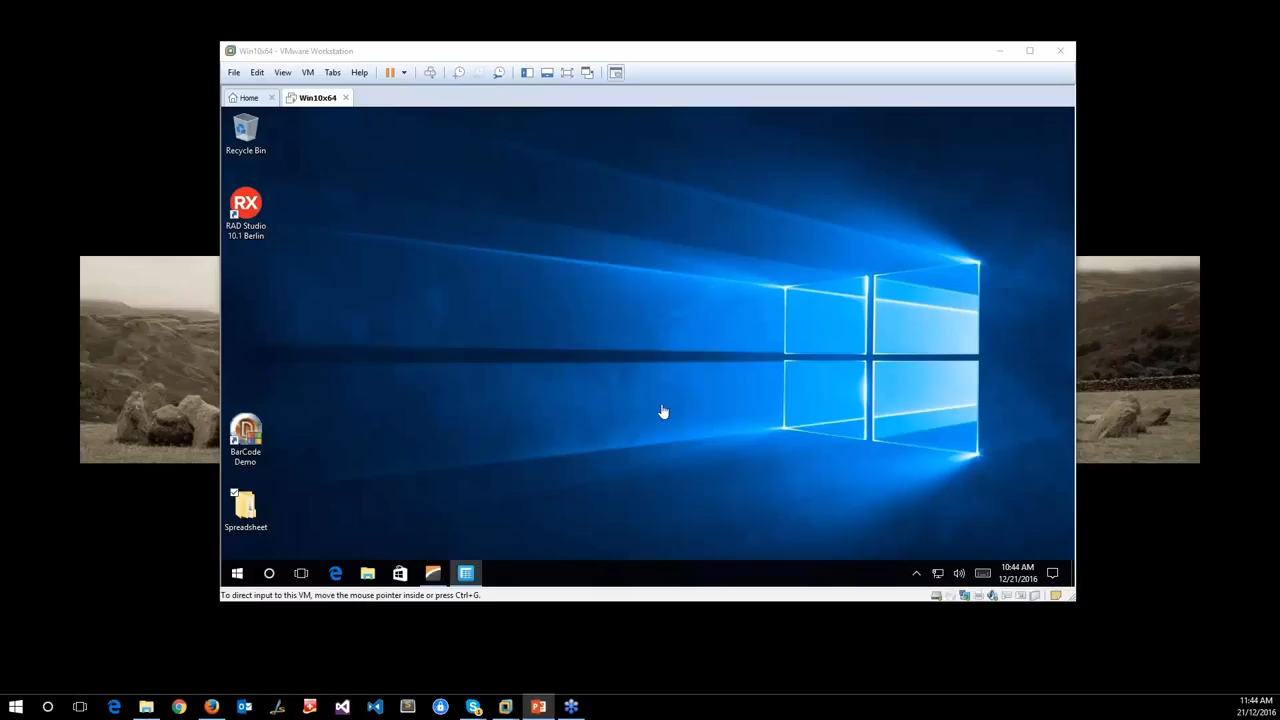 Win10x64 - VMware Workstation
File Edit View VM Tabs Help
Home
Win10x64
Recycle Bin
RX
RAD Studio
10.1 Berlin
BarCode
Demo
Spreadsheet
10:44 AM
12/21/2016
To direct input to this VM, move the mouse pointer inside or press Ctrl+G.
11:44 AM
21/12/2016